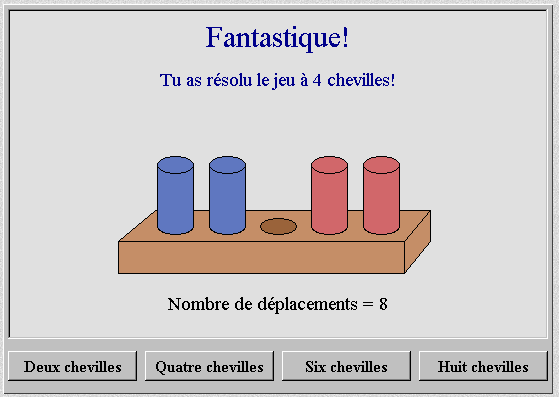 Fantastique!
Tu as résolu le jeu à 4 chevilles!
Nombre de déplacements = 8
Deux chevilles
Quatre chevilles
Six chevilles
Huit chevilles